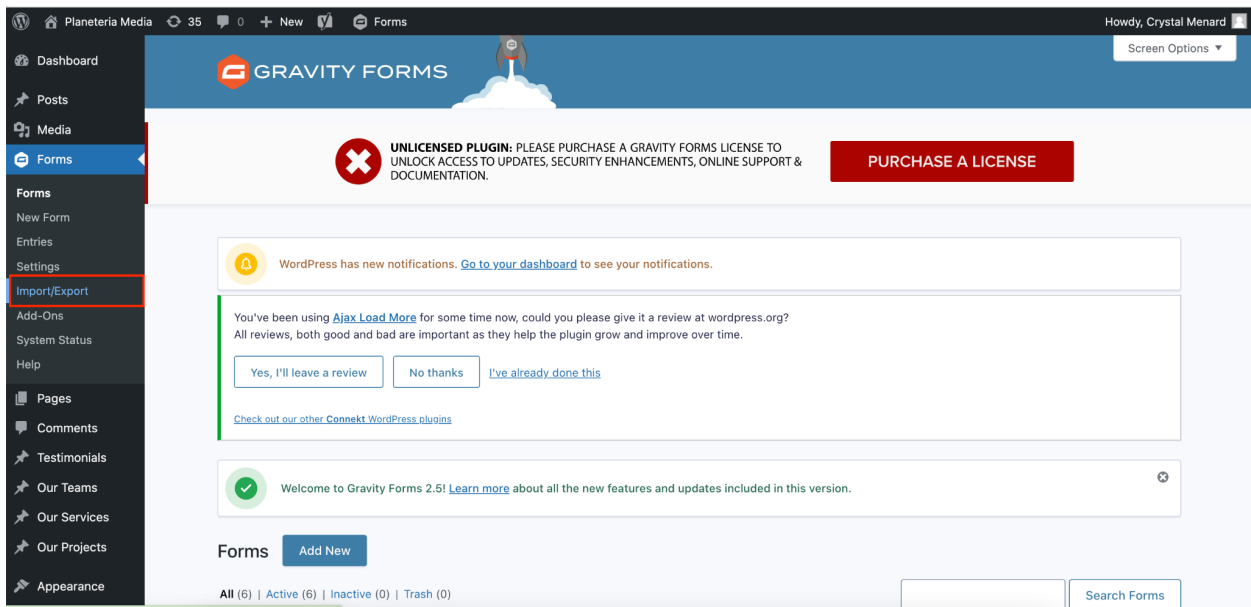 Planeteria Media 35 0 New Forms Howdy, Crystal Menard
Screen Options ▼
Dashboard
Posts
Media
Forms
Forms
New Form
Entries
Settings
Import/Export
Add-Ons
System Status
Help
Pages
Comments
Testimonials
Our Teams
Our Services
Our Projects
Appearance
GRAVITY FORMS
UNLICENSED PLUGIN: PLEASE PURCHASE A GRAVITY FORMS LICENSE TO
UNLOCK ACCESS TO UPDATES, SECURITY ENHANCEMENTS, ONLINE SUPPORT &
DOCUMENTATION.
PURCHASE A LICENSE
WordPress has new notifications. Go to your dashboard to see your notifications.
You've been using Ajax Load More for some time now, could you please give it a review at wordpress.org?
All reviews, both good and bad are important as they help the plugin grow and improve over time.
Yes, I'll leave a review No thanks I've already done this
Check out our other Connekt WordPress plugins
Welcome to Gravity Forms 2.5! Learn more about all the new features and updates included in this version.
Forms Add New
All (6) | Active (6) | Inactive (0) | Trash (0)
Search Forms